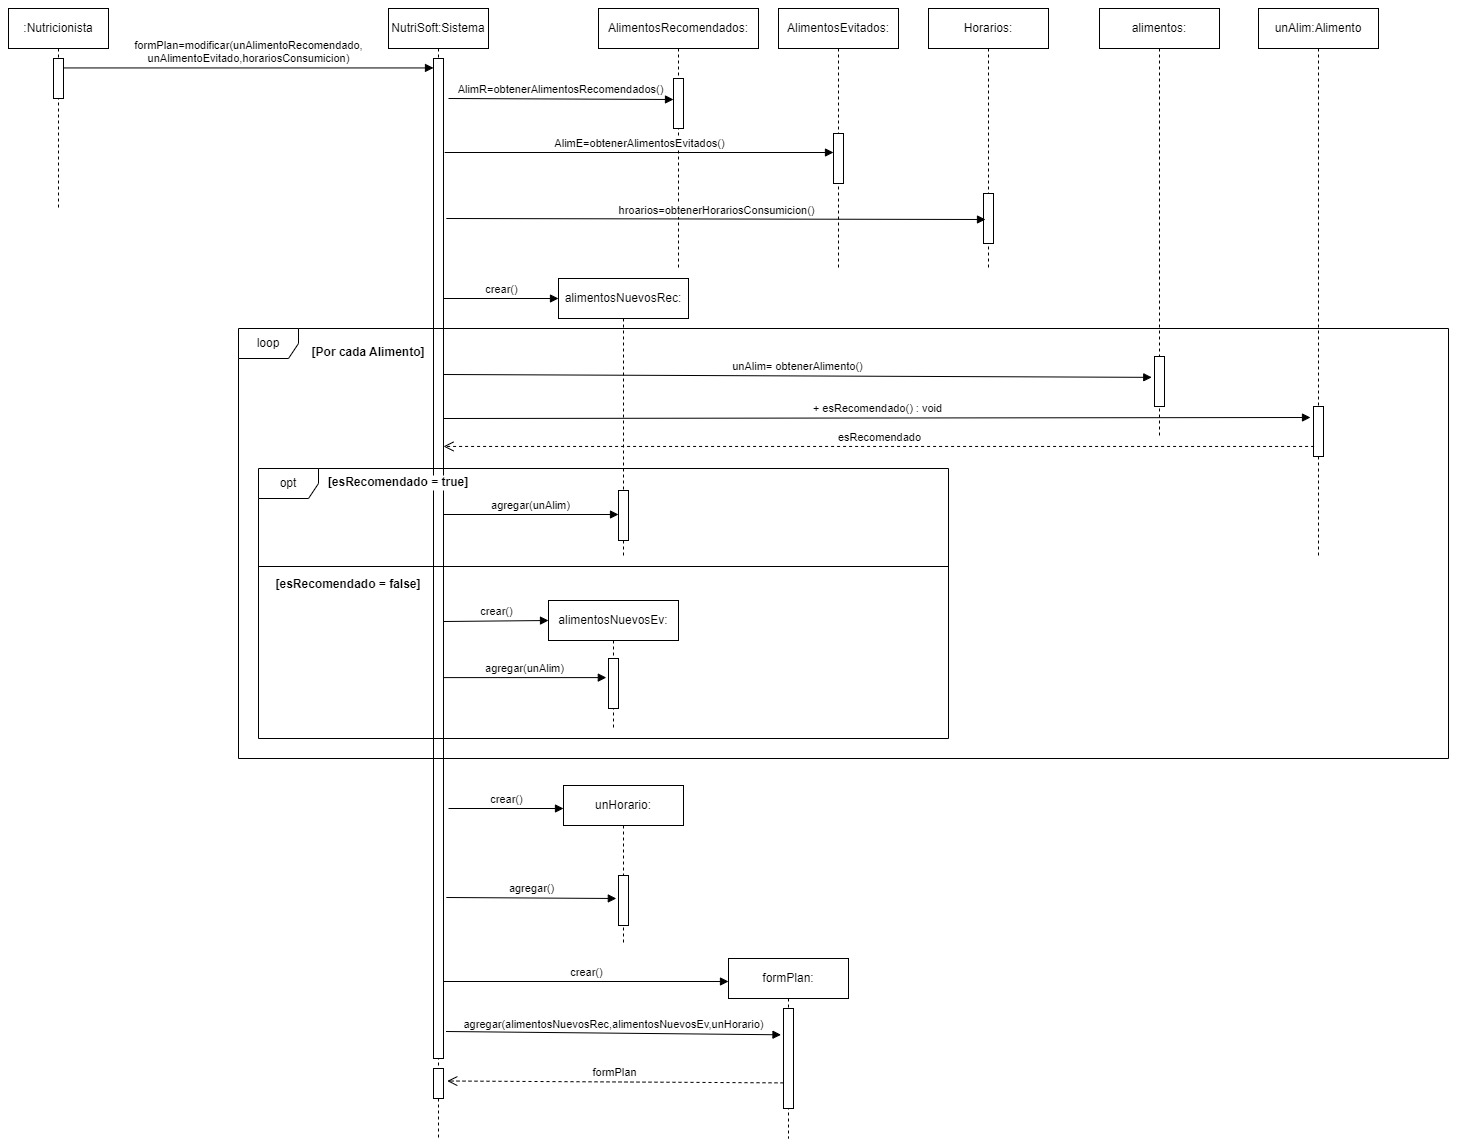 :Nutricionista
NutriSoft:Sistema
AlimentosRecomendados:
AlimentosEvitados:
Horarios:
alimentos:
unAlim:Alimento
formPlan=modificar(unAlimentoRecomendado,
unAlimentoEvitado,horariosConsumicion)
AlimR=obtenerAlimentosRecomendados()
AlimE=obtenerAlimentosEvitados()
hroarios=obtenerHorariosConsumicion()
crear()
alimentosNuevosRec:
loop
[Por cada Alimento]
unAlim= obtenerAlimento()
+ esRecomendado() : void
esRecomendado
opt
[esRecomendado = true]
agregar(unAlim)
[esRecomendado = false]
crear()
alimentosNuevosEv:
agregar(unAlim)
crear()
unHorario:
agregar()
crear()
formPlan:
agregar(alimentosNuevosRec,alimentosNuevosEv,unHorario)
formPlan